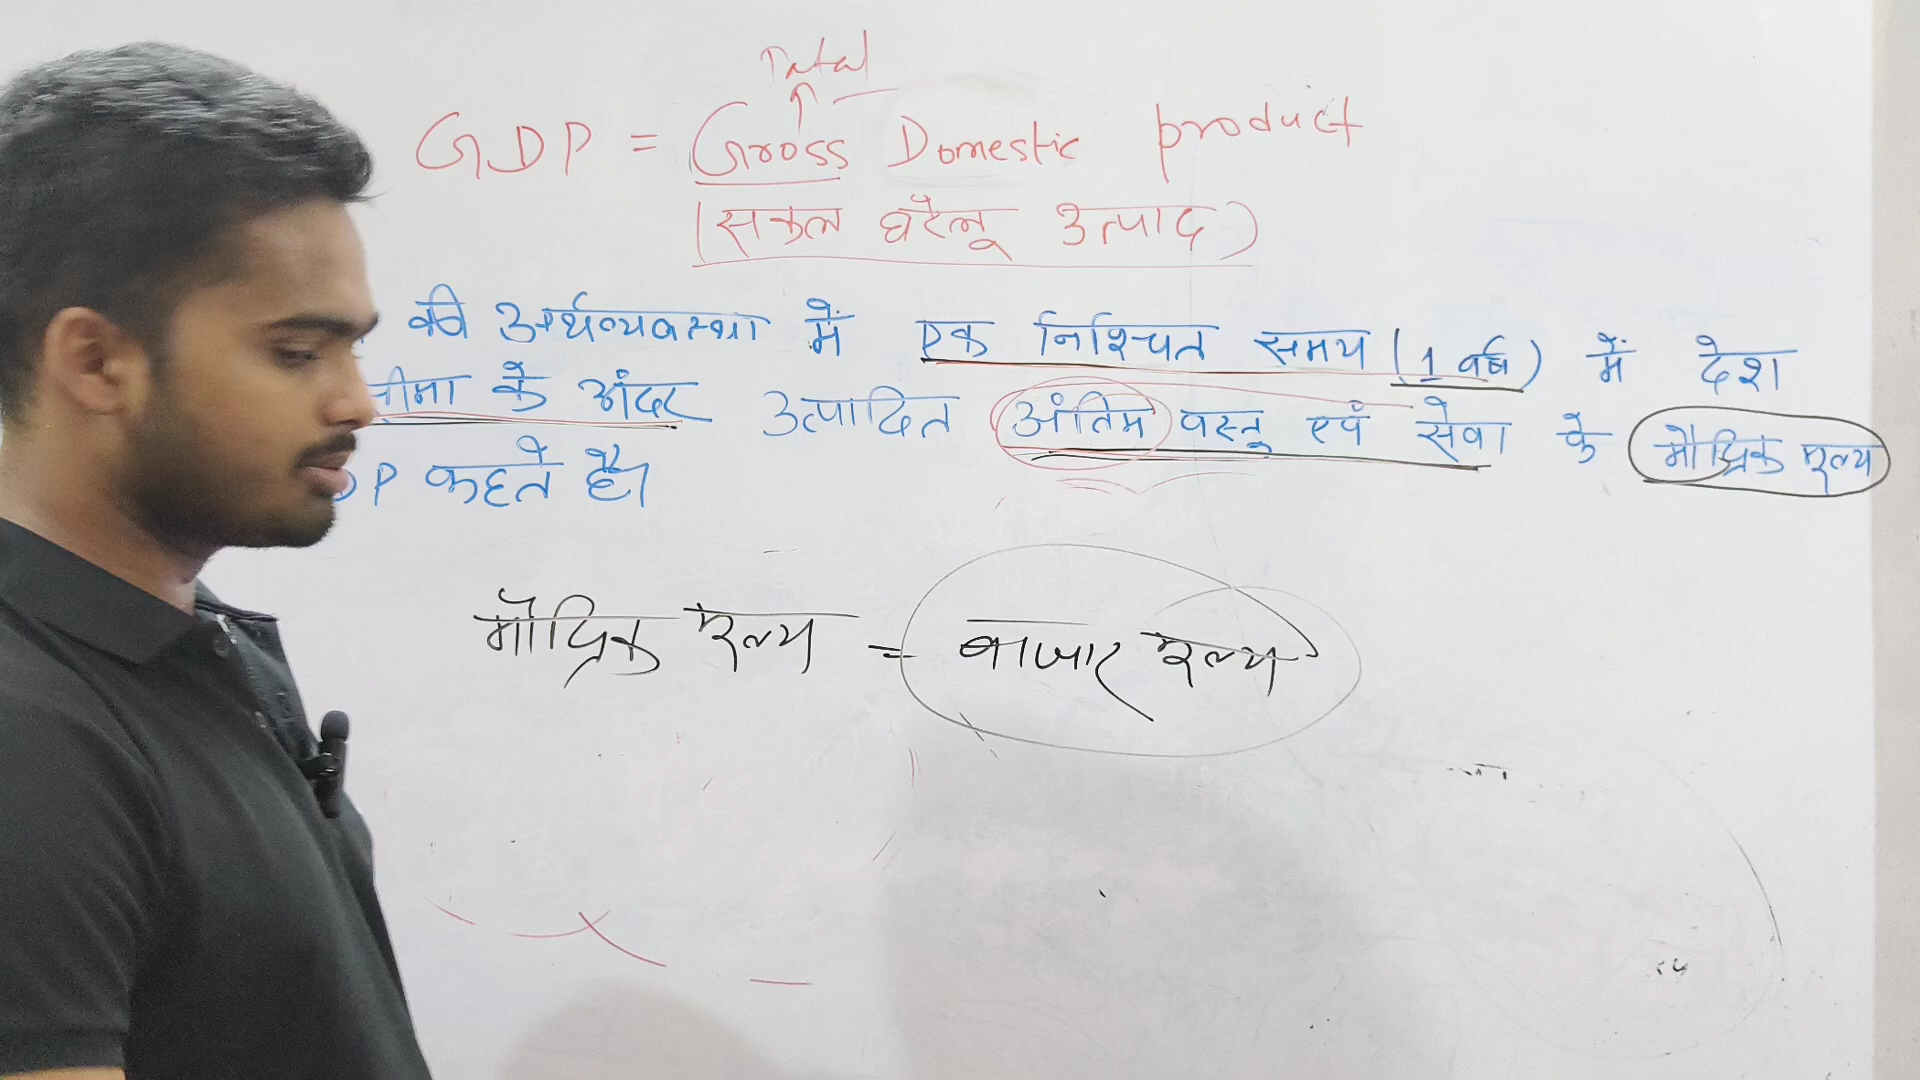 Total
GDP = Gross Domestic product
(सकल घरेलू उत्पाद)
की अर्थव्यवस्था में एक निश्चित समय (1 वर्ष) में देश
सीमा के अंदर उत्पादित अंतिम वस्तु एवं सेवा के मौद्रिक मूल्य
DP कहते है।
मौद्रिक मूल्य = बाजार मूल्य